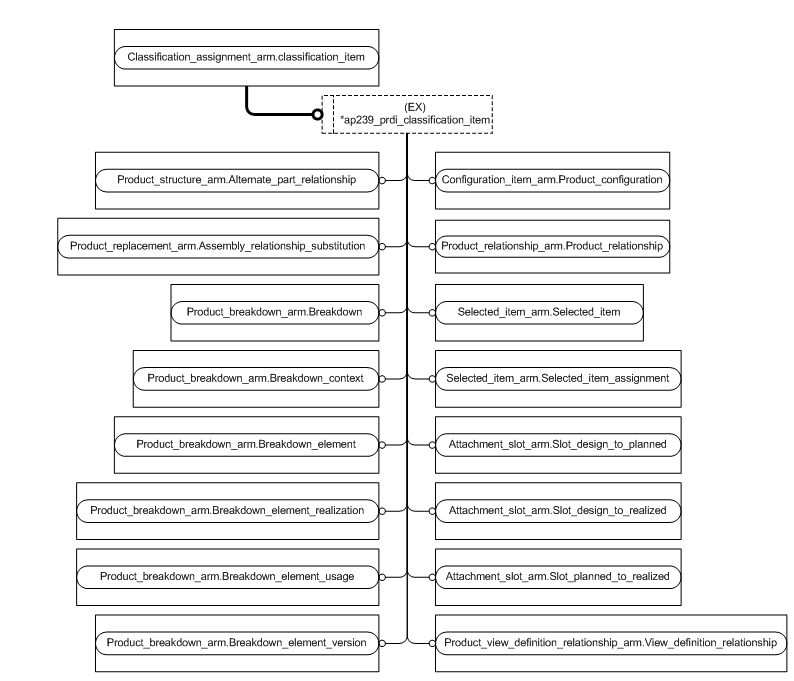 Classification_assignment_arm.classification_item
(EX)
*ap239_prdi_classification_item
Product_structure_arm.Alternate_part_relationship
Configuration_item_arm.Product_configuration
Product_replacement_arm.Assembly_relationship_substitution
Product_relationship_arm.Product_relationship
Product_breakdown_arm.Breakdown
Selected_item_arm.Selected_item
Product_breakdown_arm.Breakdown_context
Selected_item_arm.Selected_item_assignment
Product_breakdown_arm.Breakdown_element
Attachment_slot_arm.Slot_design_to_planned
Product_breakdown_arm.Breakdown_element_realization
Attachment_slot_arm.Slot_design_to_realized
Product_breakdown_arm.Breakdown_element_usage
Attachment_slot_arm.Slot_planned_to_realized
Product_breakdown_arm.Breakdown_element_version
Product_view_definition_relationship_arm.View_definition_relationship